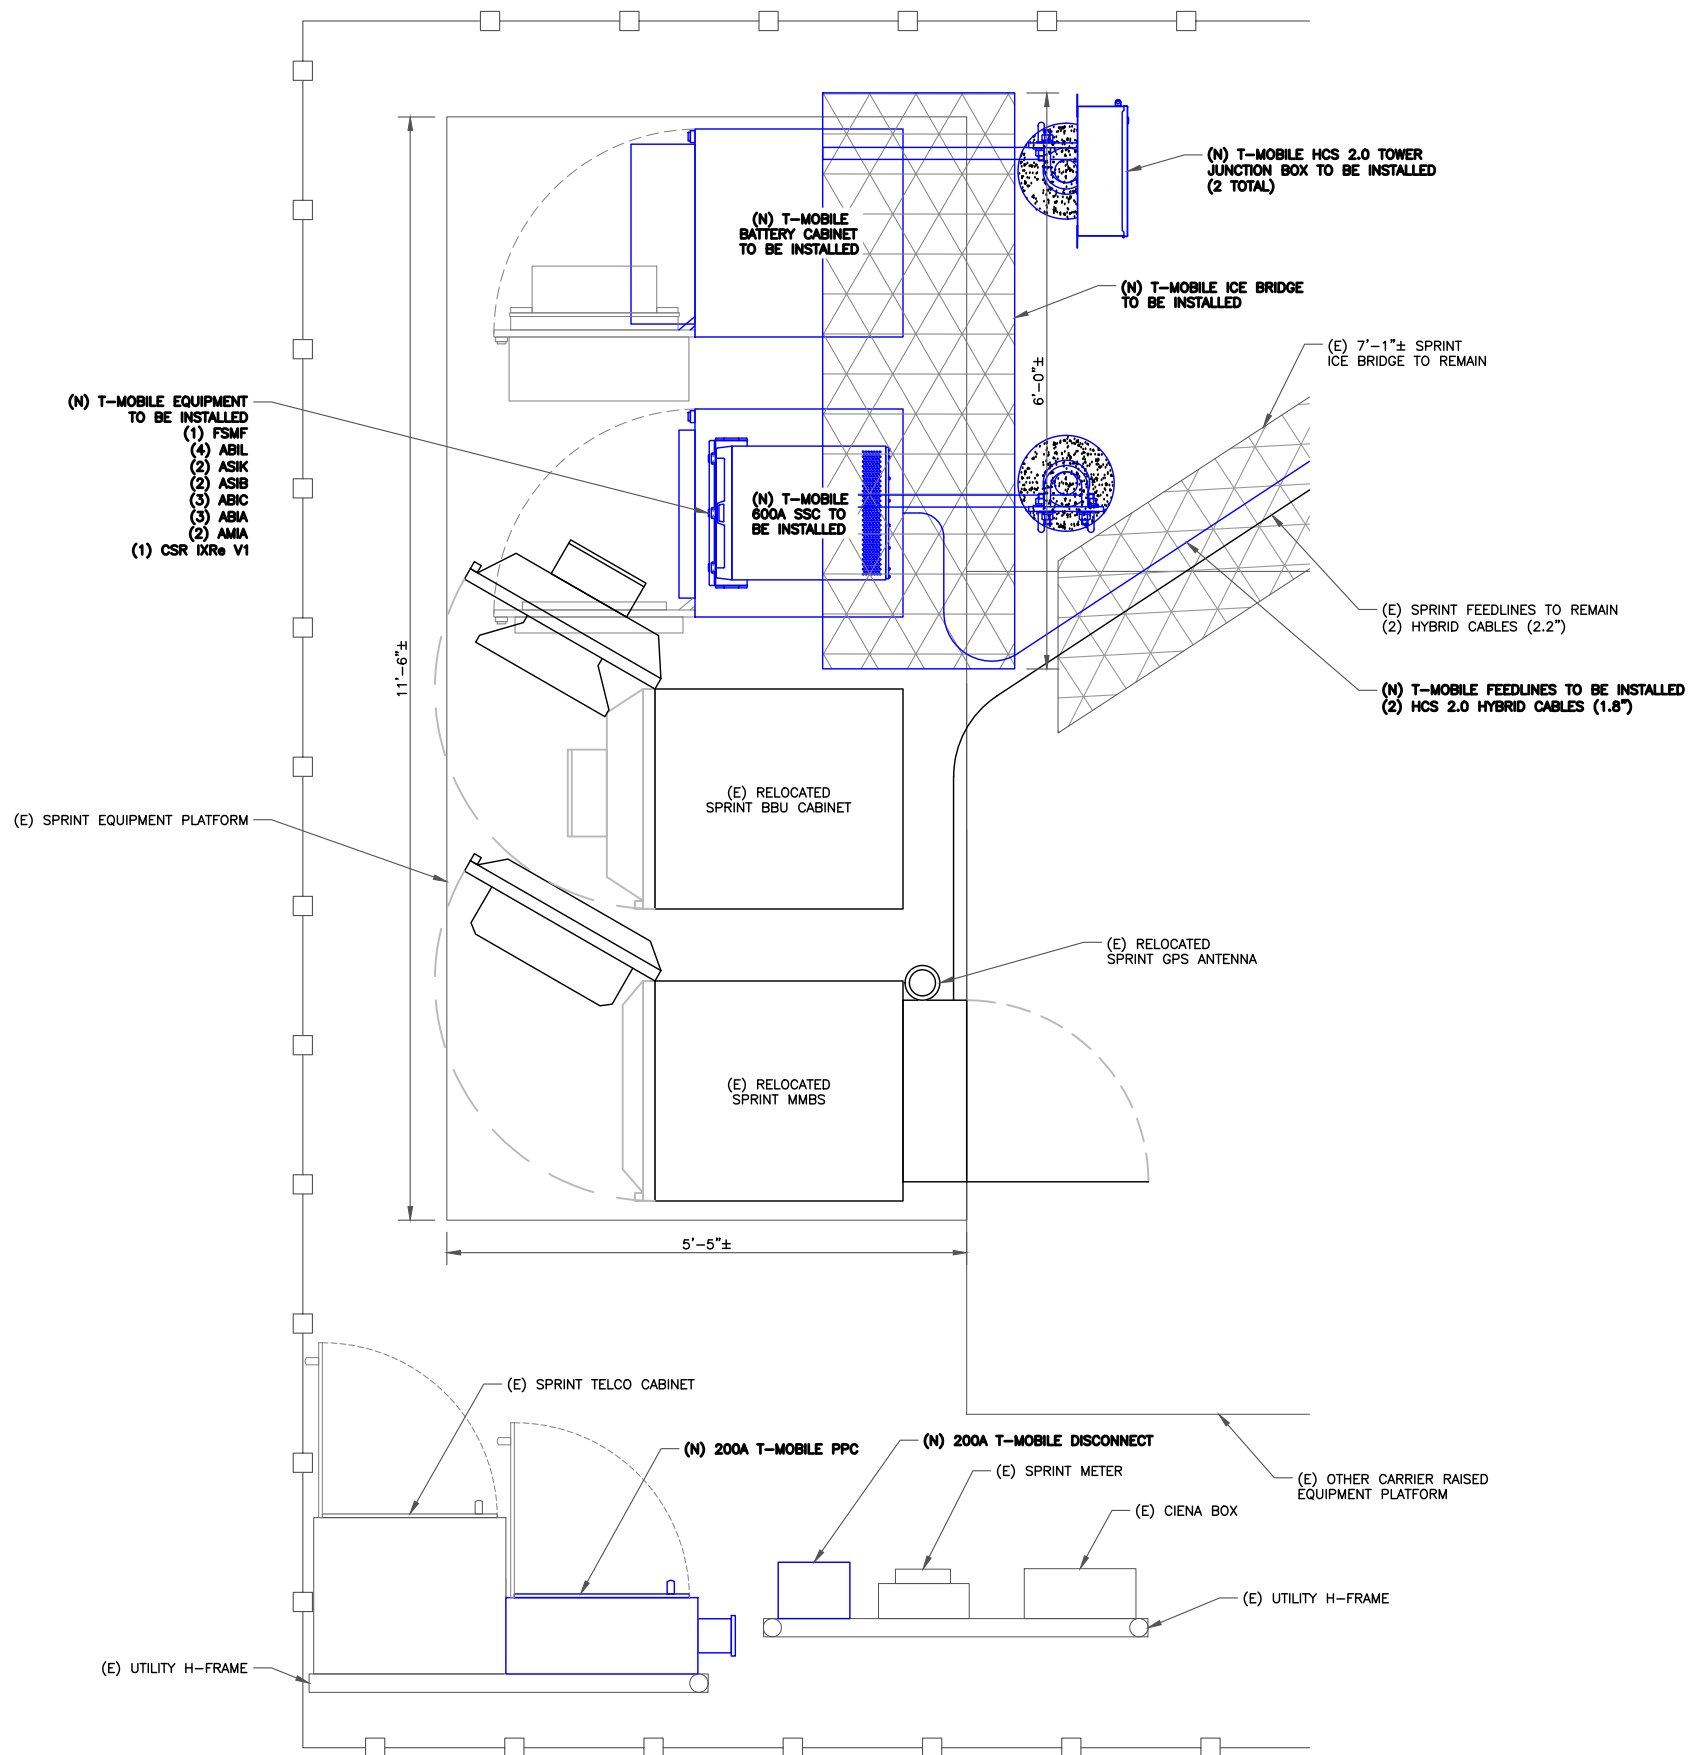 (N) T-MOBILE HCS 2.0 TOWER
JUNCTION BOX TO BE INSTALLED
(2 TOTAL)
(N) T-MOBILE
BATTERY CABINET
TO BE INSTALLED
(N) T-MOBILE ICE BRIDGE
TO BE INSTALLED
(E) 7'-1"± SPRINT
ICE BRIDGE TO REMAIN
6'-0"±
(N) T-MOBILE EQUIPMENT
TO BE INSTALLED
(1) FSMF
(4) ABIL
(2) ASIK
(2) ASIB
(3) ABIC
(3) ABIA
(2) AMIA
(1) CSR IXRe V1
(N) T-MOBILE
600A SSC TO
BE INSTALLED
(E) SPRINT FEEDLINES TO REMAIN
(2) HYBRID CABLES (2.2")
11'-6"±
(N) T-MOBILE FEEDLINES TO BE INSTALLED
(2) HCS 2.0 HYBRID CABLES (1.8")
(E) RELOCATED
SPRINT BBU CABINET
(E) SPRINT EQUIPMENT PLATFORM
(E) RELOCATED
SPRINT GPS ANTENNA
(E) RELOCATED
SPRINT MMBS
5'-5"±
(E) SPRINT TELCO CABINET
(N) 200A T-MOBILE PPC
(N) 200A T-MOBILE DISCONNECT
(E) SPRINT METER
(E) OTHER CARRIER RAISED
EQUIPMENT PLATFORM
(E) CIENA BOX
(E) UTILITY H-FRAME
(E) UTILITY H-FRAME